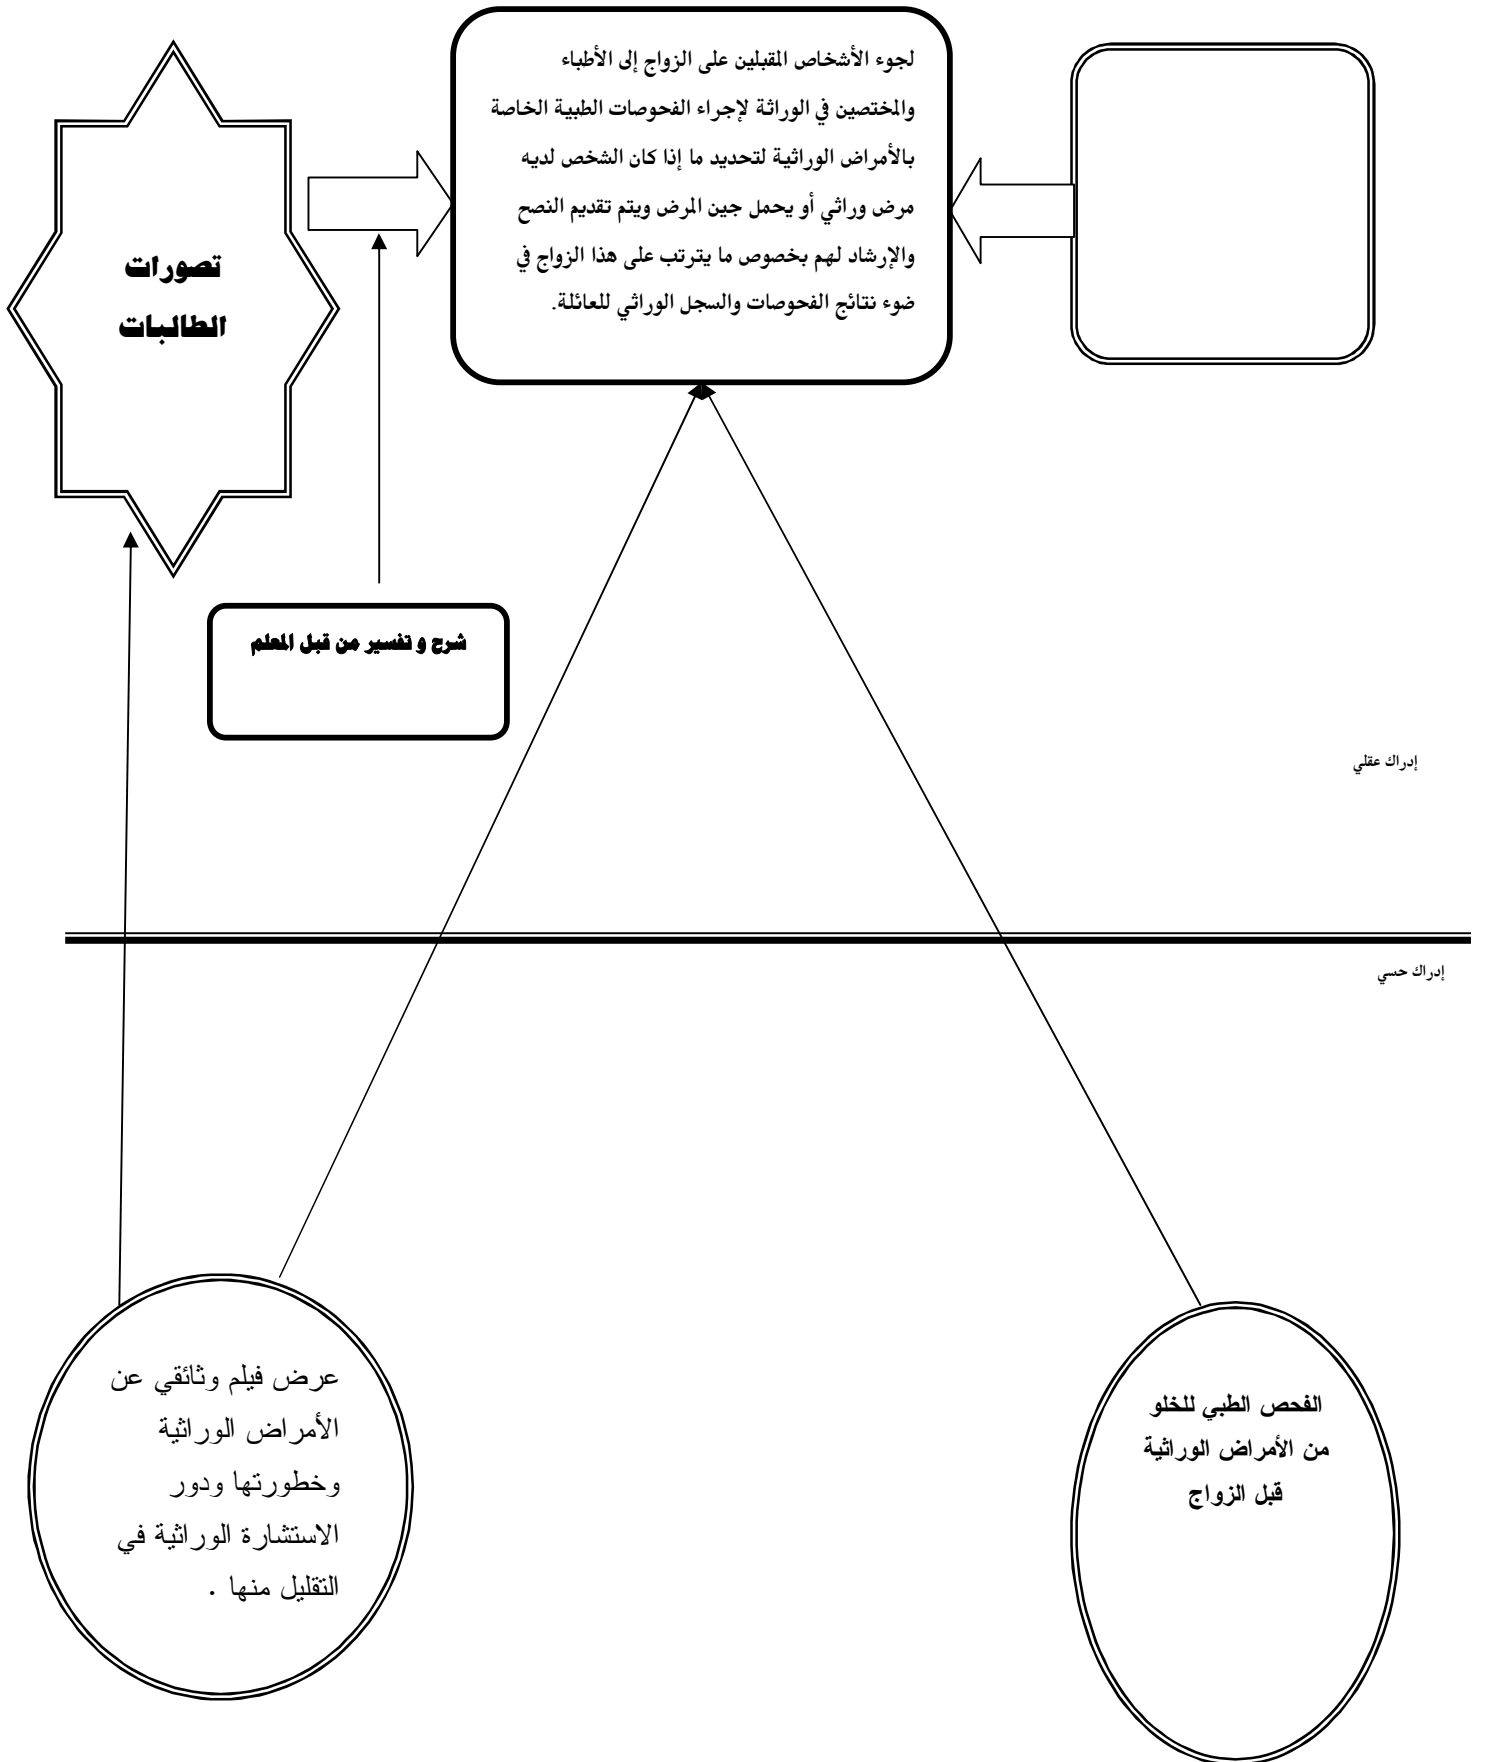 لجوء الأشخاص المقبلين على الزواج إلى الأطباء
والمختصين في الوراثة لإجراء الفحوصات الطبية الخاصة
بالأمراض الوراثية لتحديد ما إذا كان الشخص لديه
مرض وراثي أو يحمل جين المرض ويتم تقديم النصح
والإرشاد لهم بخصوص ما يترتب على هذا الزواج في
ضوء نتائج الفحوصات والسجل الوراثي للعائلة.
تصورات
الطالبات
شرح و تفسير من قبل المعلم
إدراك عقلي
إدراك حسي
الفحص الطبي للخلو
من الأمراض الوراثية
قبل الزواج
عرض فيلم وثائقي عن
الأمراض الوراثية
وخطورتها ودور
الاستشارة الوراثية في
التقليل منها .